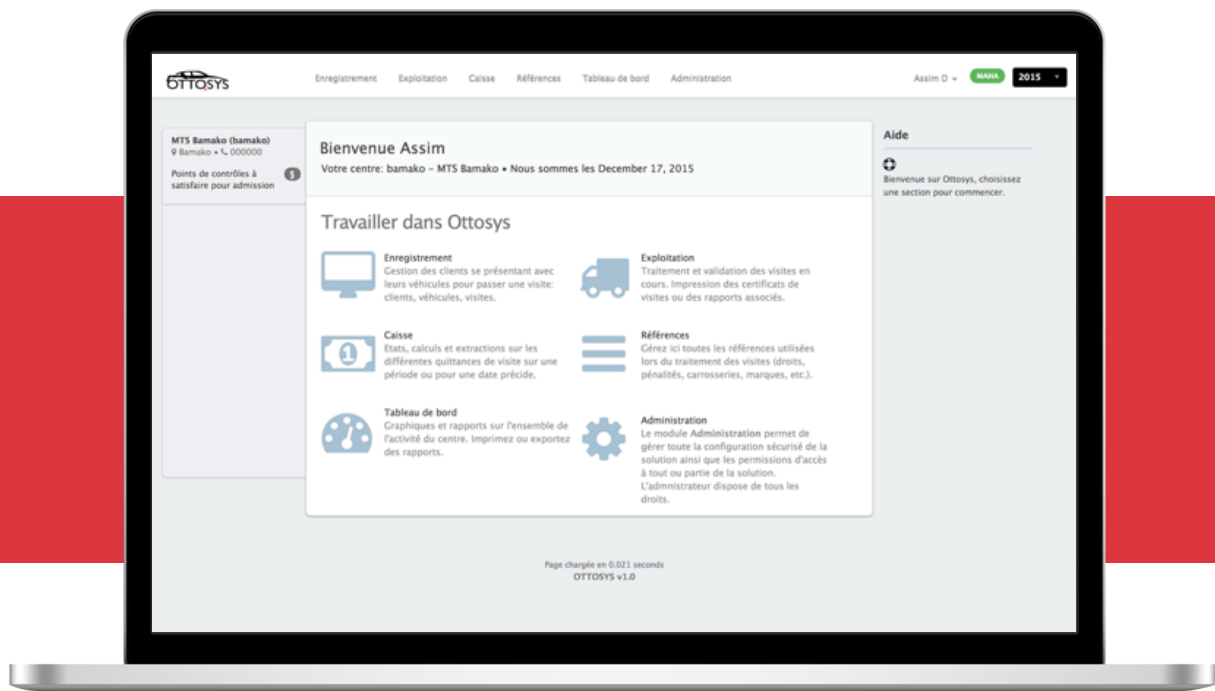 OTTOSYS
Enregistrement Exploitation Caisse Références Tableau de bord Administration
Assim D MAHA 2015
MTS Bamako (bamako)
Bamako • 000000
Points de contrôles à
satisfaire pour admission
5
Bienvenue Assim
Votre centre: bamako – MTS Bamako • Nous sommes les December 17, 2015
Travailler dans Ottosys
Enregistrement
Gestion des clients se présentant avec
leurs véhicules pour passer une visite:
clients, véhicules, visites.
Exploitation
Traitement et validation des visites en
cours. Impression des certificats de
visites ou des rapports associés.
Caisse
Etats, calculs et extractions sur les
différentes quittances de visite sur une
période ou pour une date précide.
Références
Gérez ici toutes les références utilisées
lors du traitement des visites (droits,
pénalités, carrosseries, marques, etc.).
Tableau de bord
Graphiques et rapports sur l'ensemble de
l'activité du centre. Imprimez ou exportez
des rapports.
Administration
Le module Administration permet de
gérer toute la configuration sécurisé de la
solution ainsi que les permissions d'accès
à tout ou partie de la solution.
L'admnistrateur dispose de tous les
droits.
Aide
Bienvenue sur Ottosys, choisissez
une section pour commencer.
Page chargée en 0.021 seconds
OTTOSYS v1.0